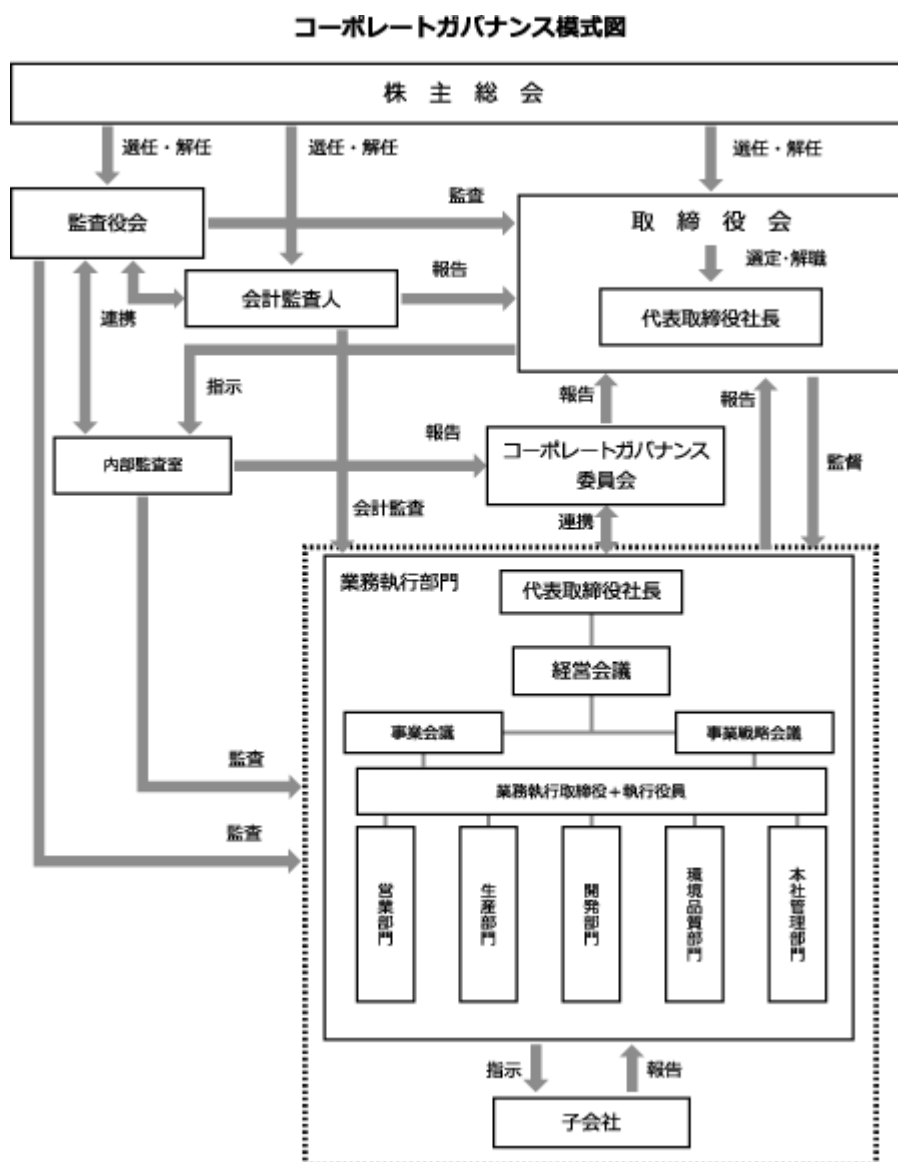 コーポレートガバナンス模式図
株主総会
選任・解任
選任・解任
選任・解任
監査役会
監査
取締役会
選定・解職
会計監査人
報告
代表取締役社長
連携
指示
報告
報告
内部監査室
報告
コーポレートガバナンス
委員会
監督
会計監査
連携
業務執行部門
代表取締役社長
経営会議
事業会議
事業戦略会議
監査
業務執行取締役+執行役員
監査
営業部門
生産部門
開発部門
環境品質部門
本社管理部門
指示
報告
子会社